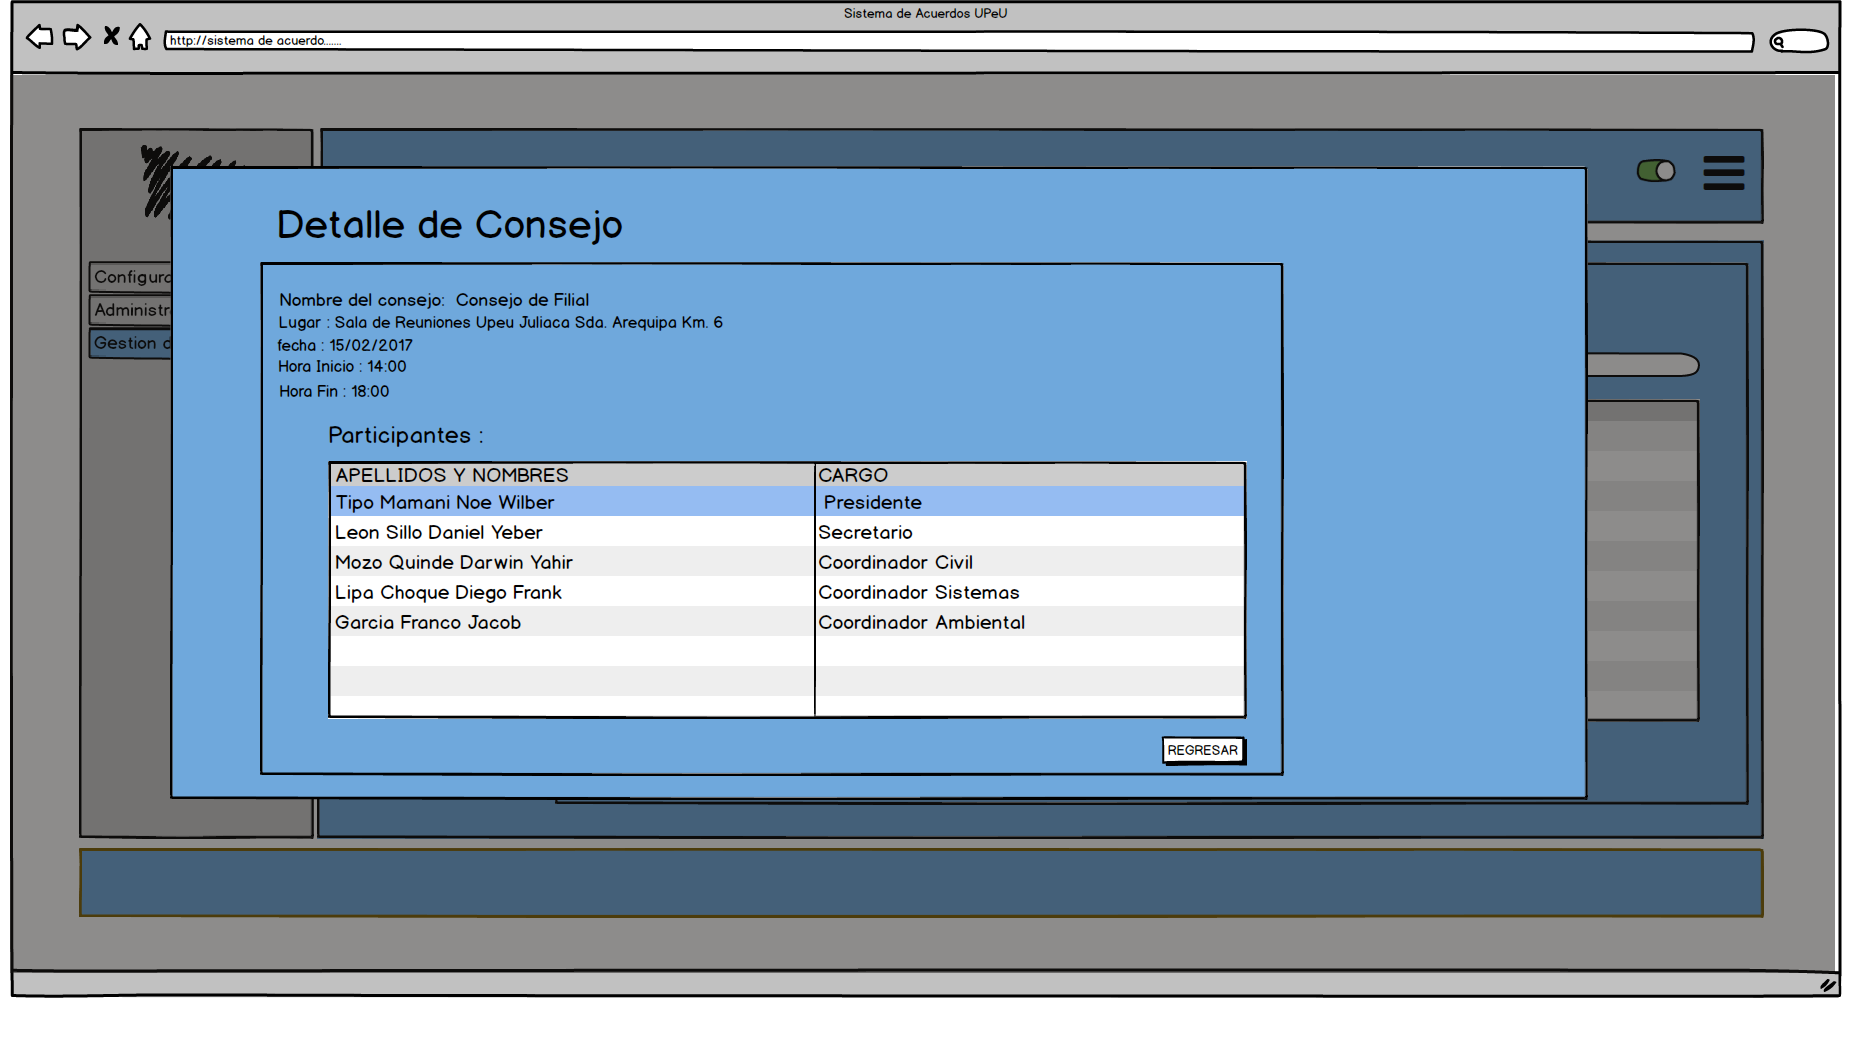 Sistema de Acuerdos UPeU
http://sistema de acuerdo.......
Detalle de Consejo
Configura
Administr
Gestion d
Nombre del consejo: Consejo de Filial
Lugar : Sala de Reuniones Upeu Juliaca Sda. Arequipa Km. 6
fecha : 15/02/2017
Hora Inicio : 14:00
Hora Fin : 18:00
Participantes :
APELLIDOS Y NOMBRES CARGO
Tipo Mamani Noe Wilber Presidente
Leon Sillo Daniel Yeber Secretario
Mozo Quinde Darwin Yahir Coordinador Civil
Lipa Choque Diego Frank Coordinador Sistemas
Garcia Franco Jacob Coordinador Ambiental
REGRESAR